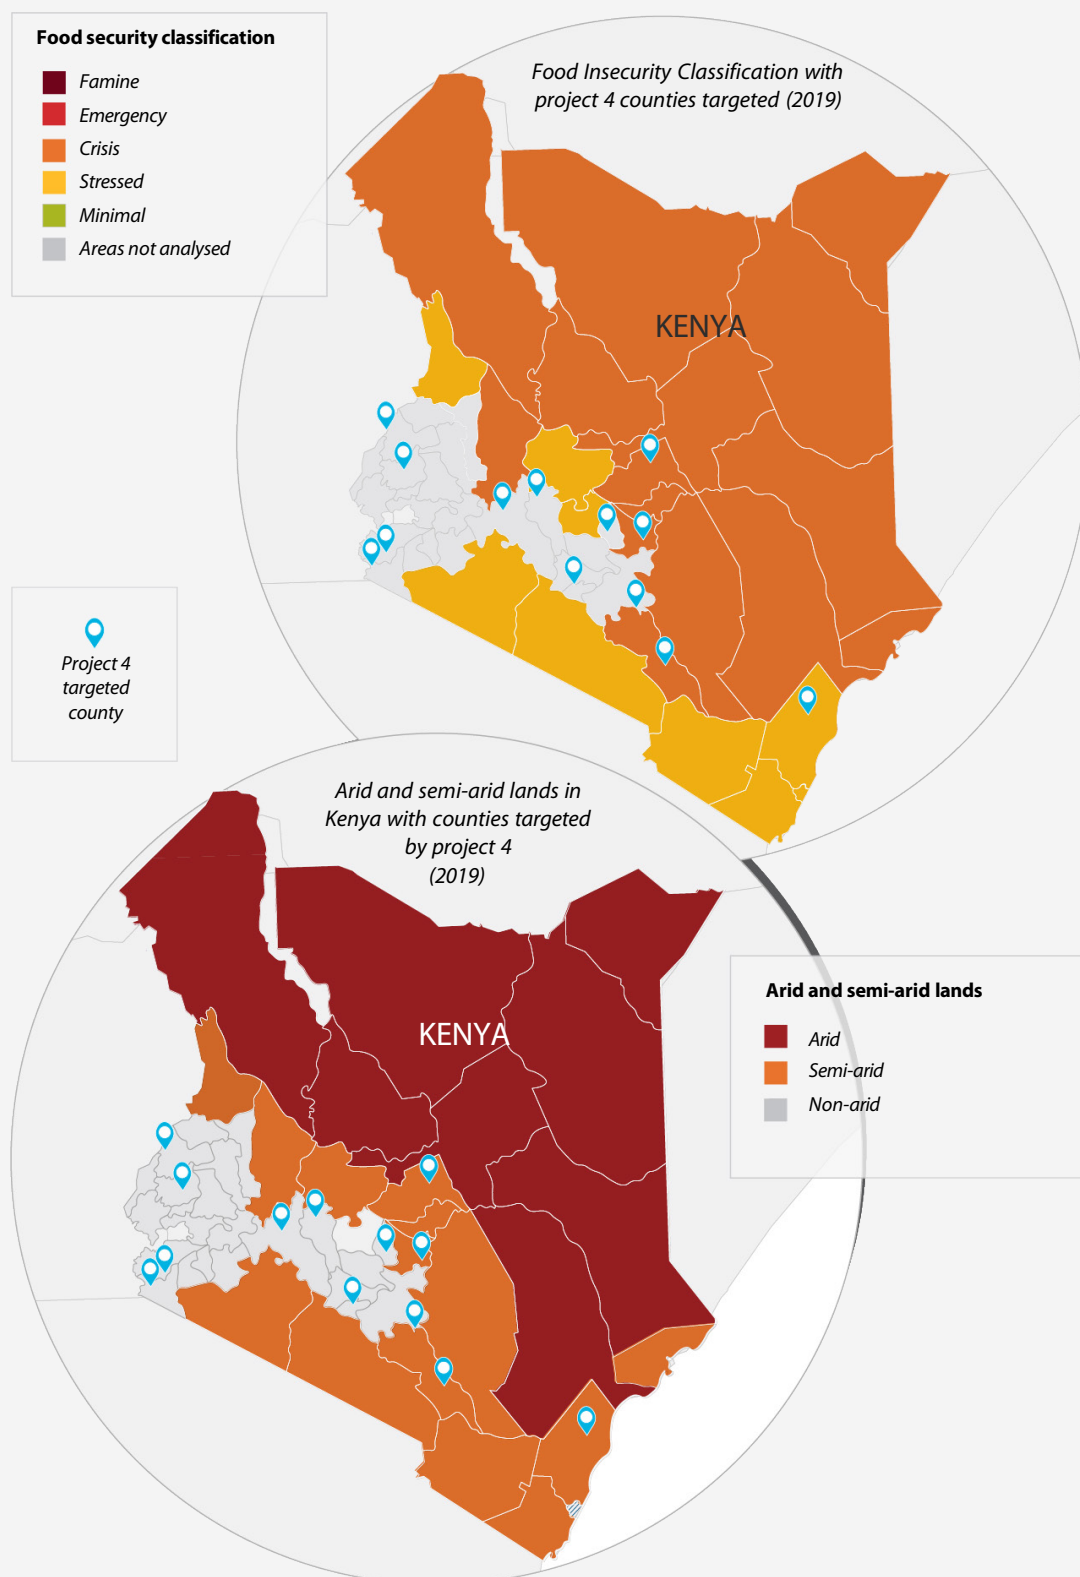 Food security classification
Famine
Emergency
Crisis
Stressed
Minimal
Areas not analysed
Food Insecurity Classification with
project 4 counties targeted (2019)
KENYA
Project 4
targeted
county
Arid and semi-arid lands in
Kenya with counties targeted
by project 4
(2019)
KENYA
Arid and semi-arid lands
Arid
Semi-arid
Non-arid